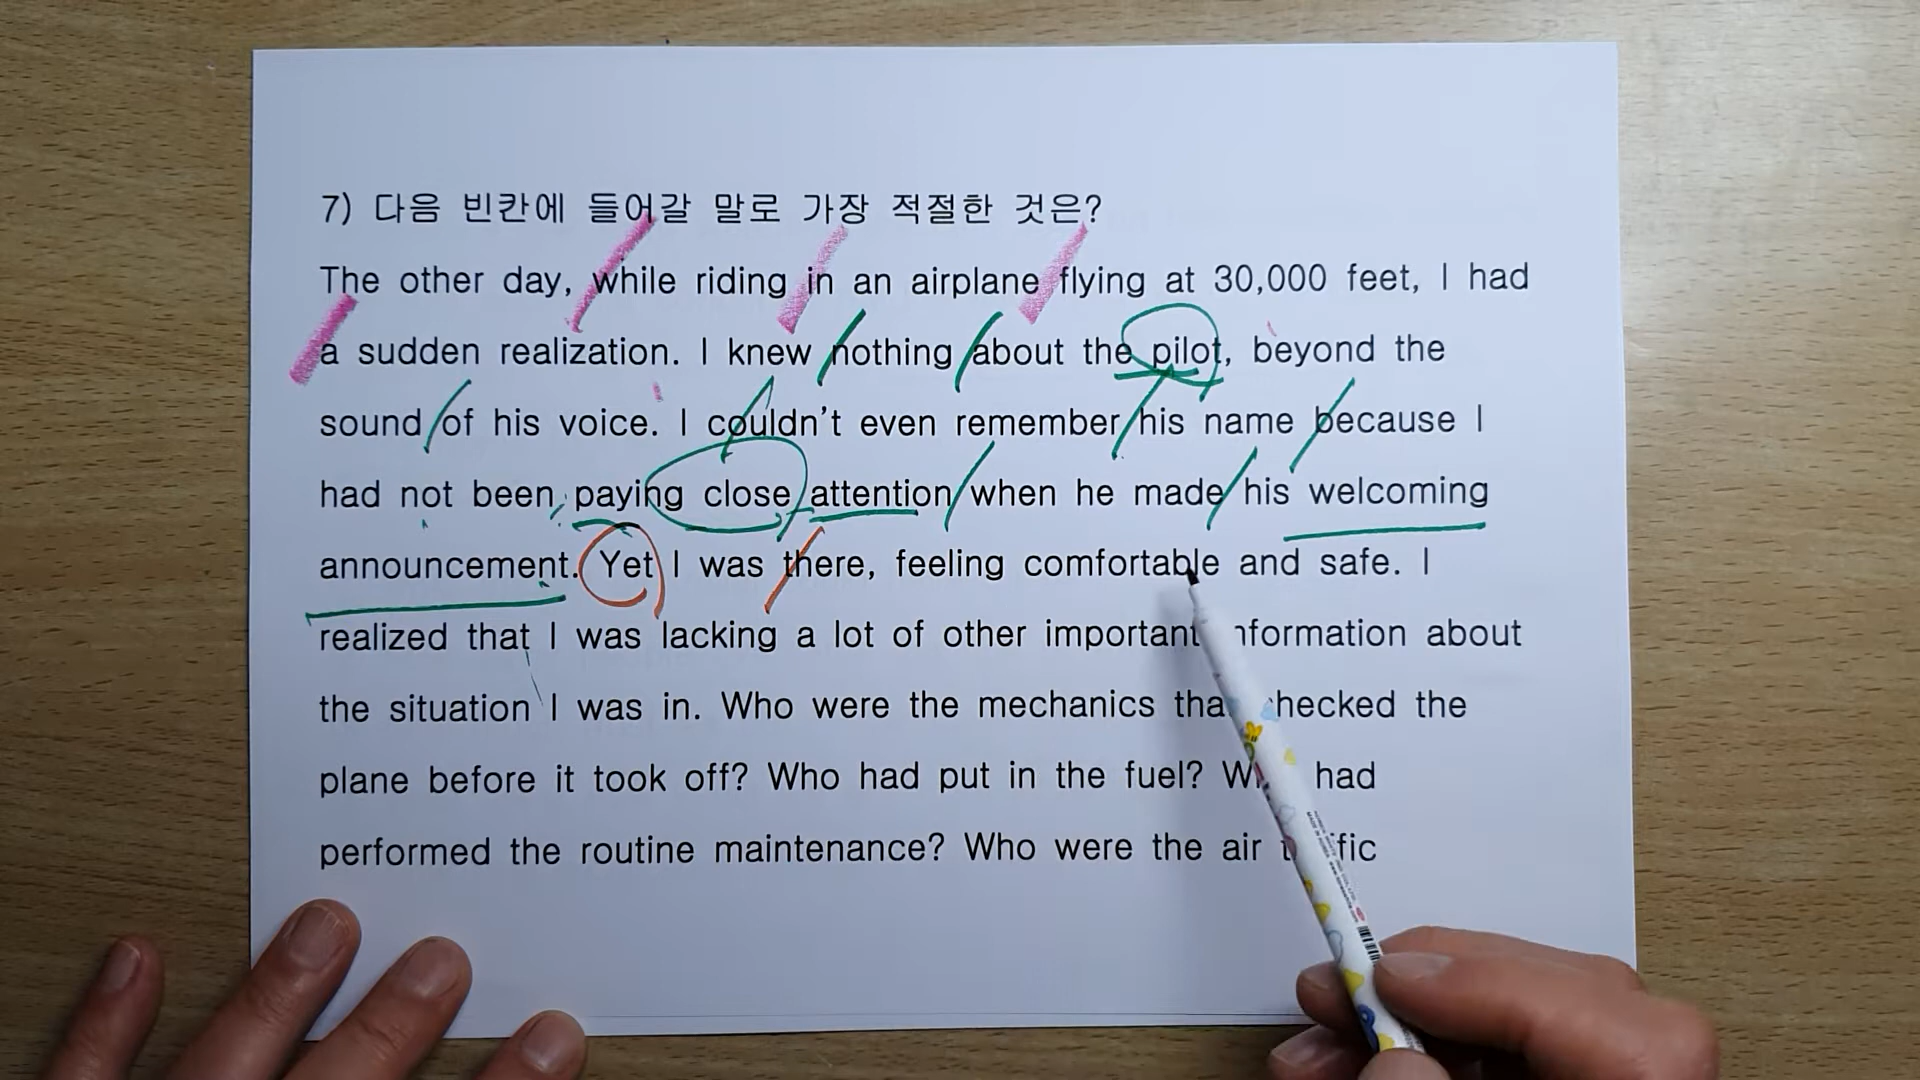 7) 다음 빈칸에 들어갈 말로 가장 적절한 것은?
The other day, while riding in an airplane flying at 30,000 feet, I had
a sudden realization. I knew nothing about the pilot, beyond the
sound of his voice. I couldn't even remember his name because I
had not been paying close attention when he made his welcoming
announcement. Yet I was there, feeling comfortable and safe. I
realized that I was lacking a lot of other important about
the situation I was in. Who were the mechanics the
plane before it took off? Who had put in the fuel? had
performed the routine maintenance? Who were the air